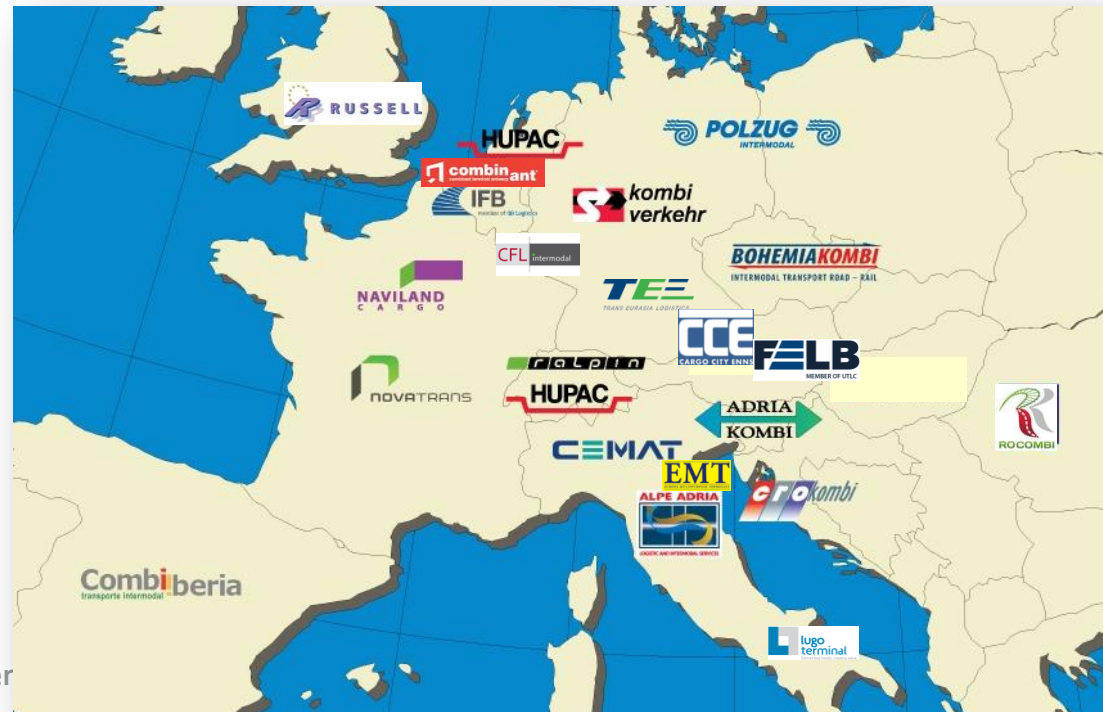 RUSSELL
HUPAC
POLZUG
INTERMODAL
combinant
IFB
kombi
verkehr
CFL intermodal
BOHEMIAKOMBI
INTERMODAL TRANSPORT ROAD – RAIL
NAVILAND
CARGO
TEE
TRANS EURASIA LOGISTICS
CCE
CARGO CITY ENNS
FELB
MEMBER OF UTLC
ralpin
NOVATRANS
HUPAC
ADRIA
KOMBI
ROCOMBI
CEMAT
EMT
crokombi
ALPE ADRIA
LOGISTIC AND INTERMODAL SERVICES
Combiiberia
transporte intermodal
lugo
terminal
er